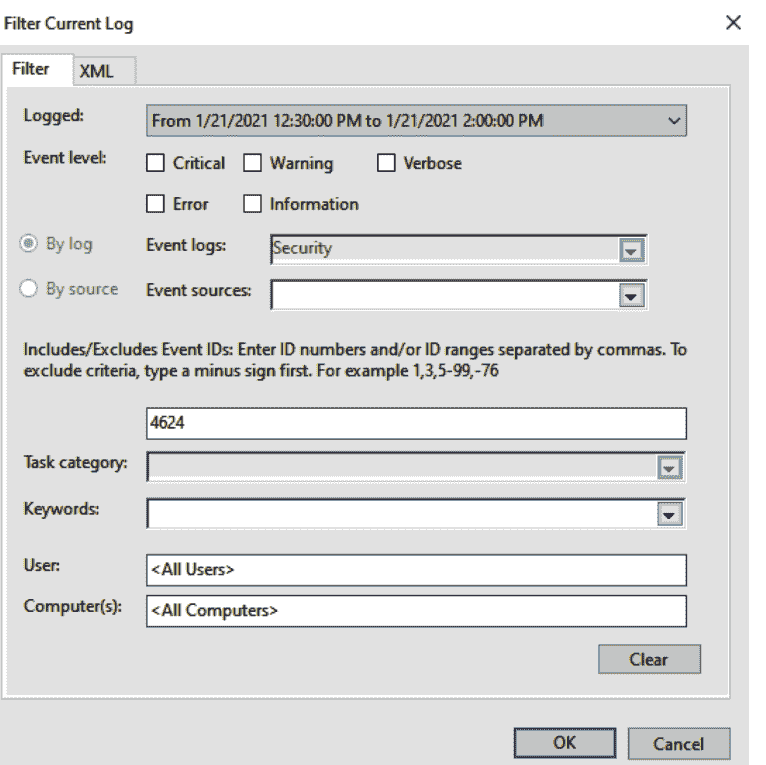 Filter Current Log
Filter XML
Logged: From 1/21/2021 12:30:00 PM to 1/21/2021 2:00:00 PM
Event level: Critical Warning Verbose
Error Information
By log Event logs: Security
By source Event sources:
Includes/Excludes Event IDs: Enter ID numbers and/or ID ranges separated by commas. To
exclude criteria, type a minus sign first. For example 1,3,5-99,-76
4624
Task category:
Keywords:
User: <All Users>
Computer(s): <All Computers>
Clear
OK Cancel